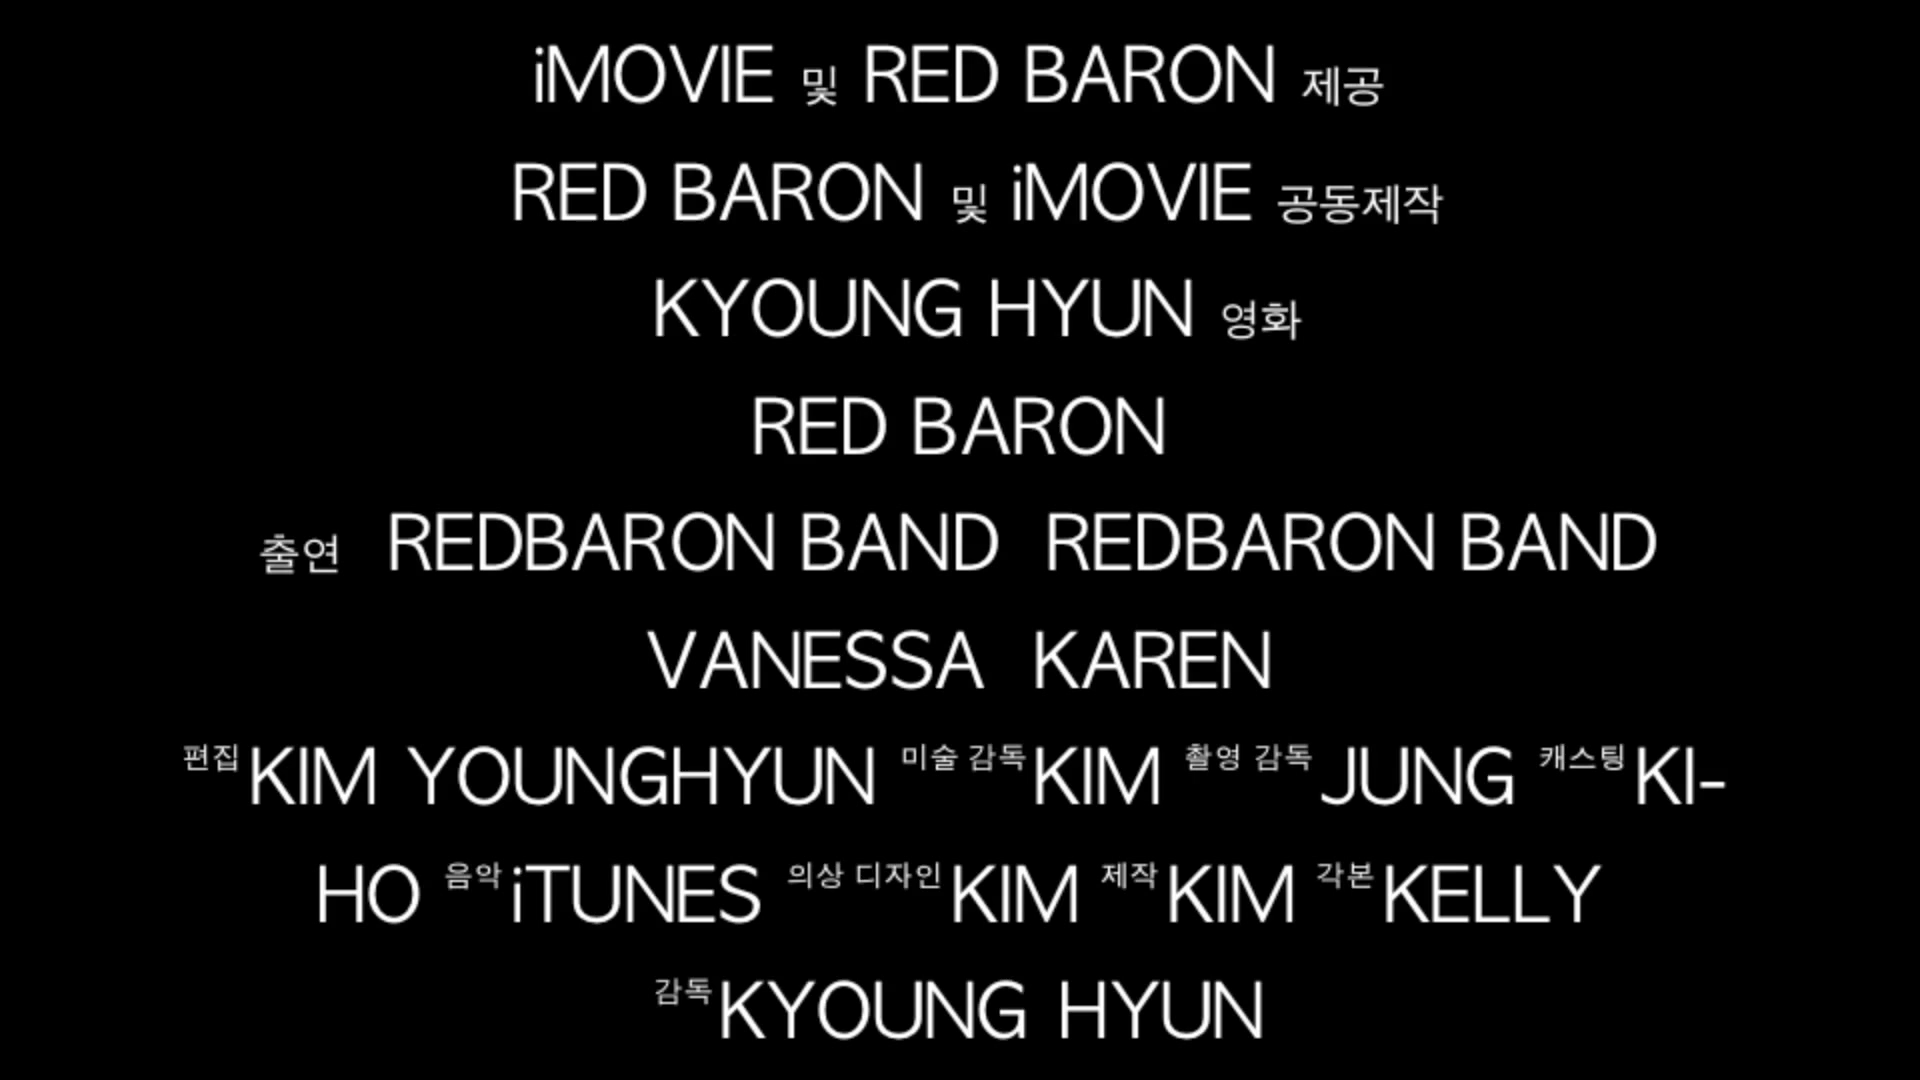 iMOVIE 및 RED BARON 제공
RED BARON 및 iMOVIE 공동제작
KYOUNG HYUN 영화
RED BARON
출연 REDBARON BAND REDBARON BAND
VANESSA KAREN
편집 KIM YOUNGHYUN 미술 감독 KIM 촬영 감독 JUNG 캐스팅 KI-
HO 음악 iTUNES 의상 디자인 KIM 제작 KIM 각본 KELLY
감독 KYOUNG HYUN